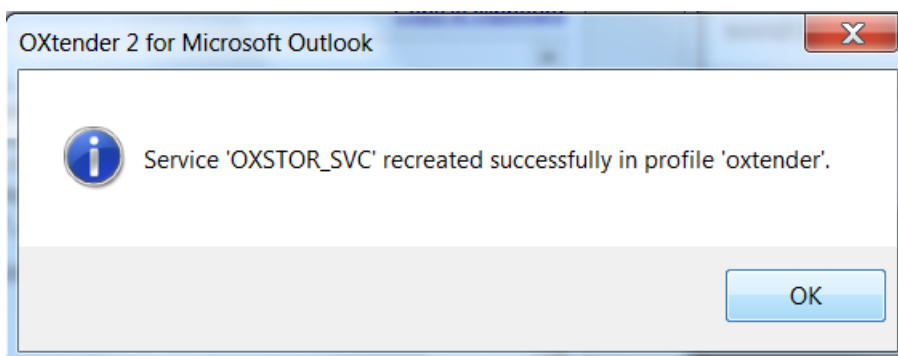 OXtender 2 for Microsoft Outlook
Service 'OXSTOR_SVC' recreated successfully in profile 'oxtender'.
OK